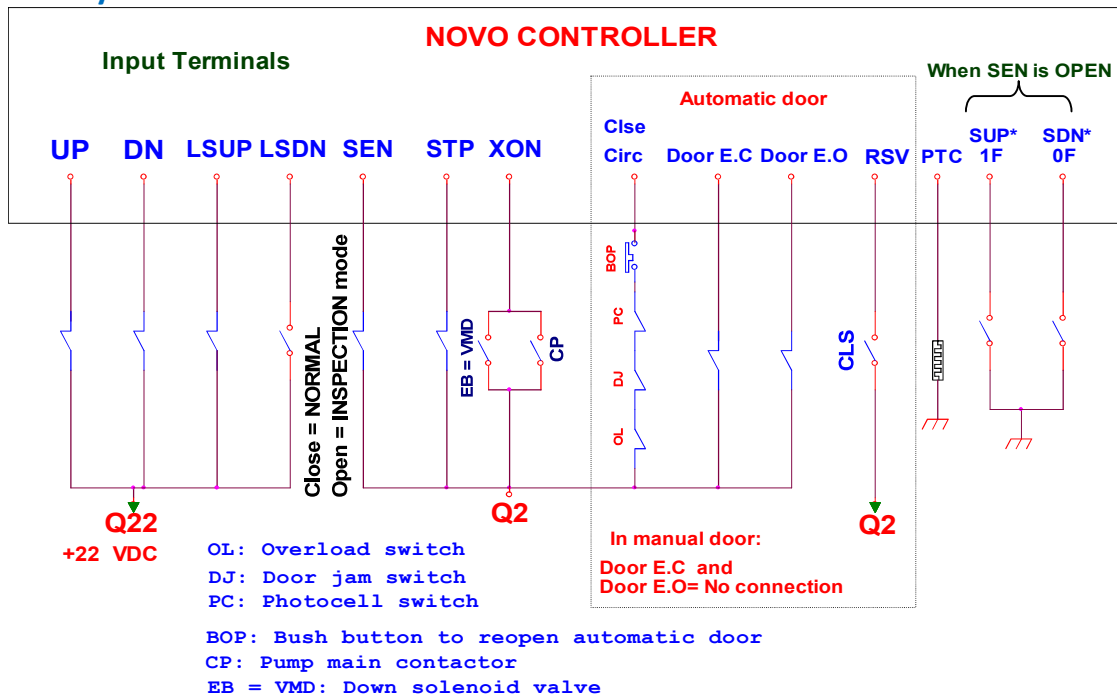 NOVO CONTROLLER
Input Terminals
When SEN is OPEN
Automatic door
UP
DN
LSUP
LSDN
SEN
STP
XON
Clse
Circ
Door E.C
Door E.O
RSV
PTC
SUP*
1F
SDN*
0F
BOP
PC
DJ
OL
Close = NORMAL
Open = INSPECTION mode
EB = VMD
CP
CLS
Q22
+22 VDC
Q2
Q2
In manual door:
Door E.C and
Door E.O= No connection
OL: Overload switch
DJ: Door jam switch
PC: Photocell switch
BOP: Bush button to reopen automatic door
CP: Pump main contactor
EB = VMD: Down solenoid valve